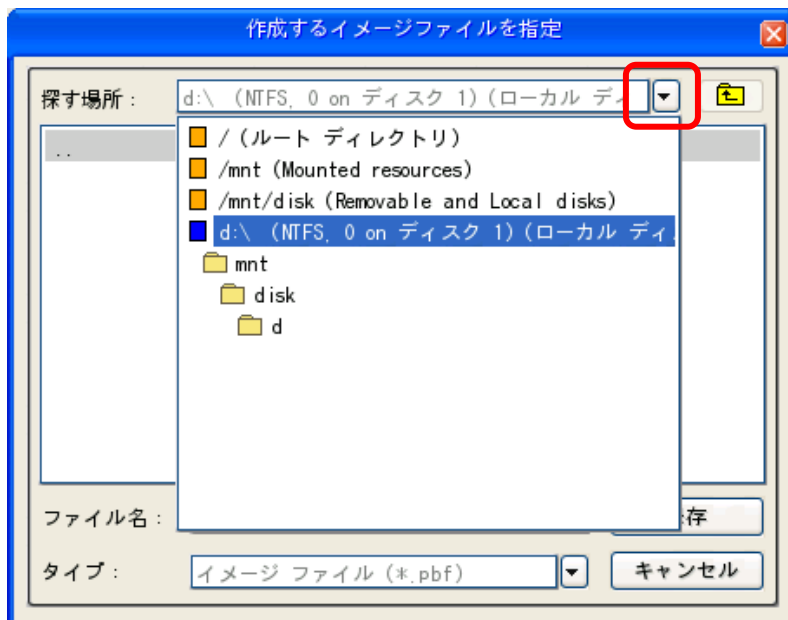 作成するイメージファイルを指定
探す場所：
d:\ (NTFS, 0 on ディスク 1)(ローカル ディ
..
/ (ルート ディレクトリ)
/mnt (Mounted resources)
/mnt/disk (Removable and Local disks)
d:\ (NTFS, 0 on ディスク 1)(ローカル ディ
mnt
disk
d
ファイル名：
存
タイプ：
イメージ ファイル (*.pbf)
キャンセル